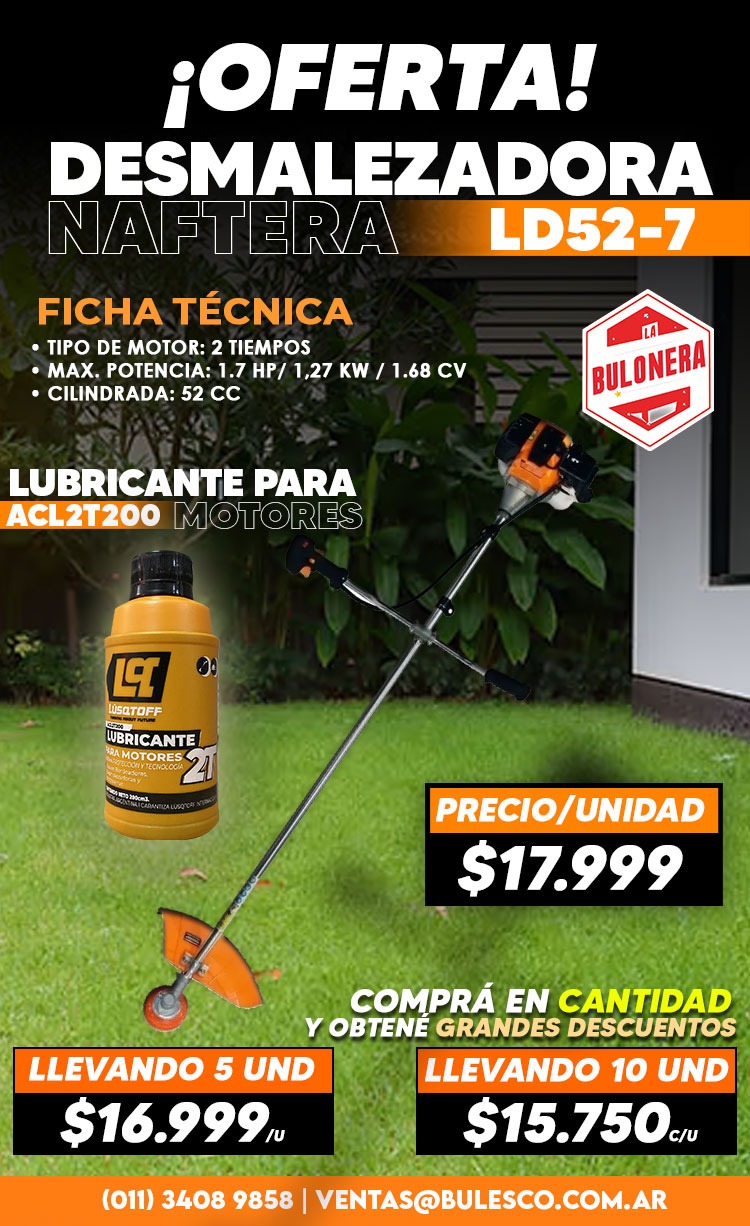 ¡OFERTA!
DESMALEZADORA
NAFTERA LD52-7
FICHA TÉCNICA
• TIPO DE MOTOR: 2 TIEMPOS
• MAX. POTENCIA: 1.7 HP/ 1,27 KW / 1.68 CV
• CILINDRADA: 52 CC
LA
BULONERA
LUBRICANTE PARA
ACL2T200 MOTORES
LÜSQTOFF
ACL2T200
LUBRICANTE
PARA MOTORES
2T
PRECIO/UNIDAD
$17.999
COMPRÁ EN CANTIDAD
Y OBTENÉ GRANDES DESCUENTOS
LLEVANDO 5 UND
$16.999/U
LLEVANDO 10 UND
$15.750C/U
(011) 3408 9858 | VENTAS@BULESCO.COM.AR